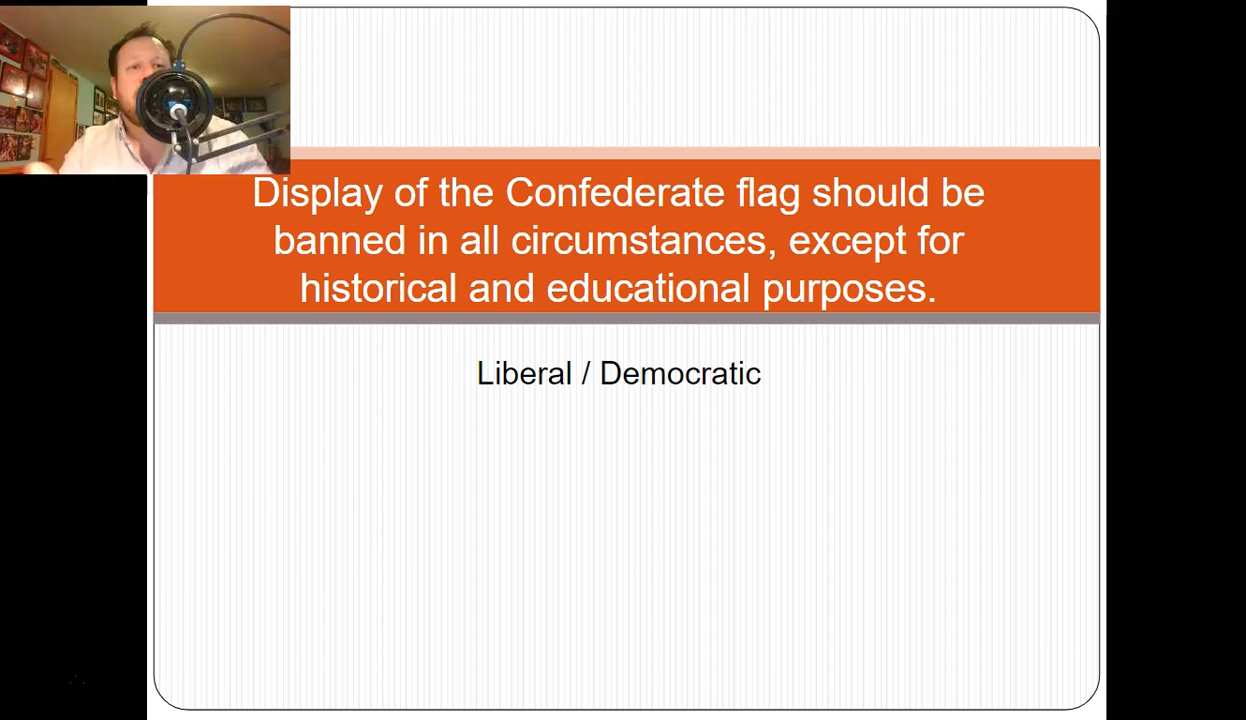 Display of the Confederate flag should be
banned in all circumstances, except for
historical and educational purposes.
Liberal / Democratic